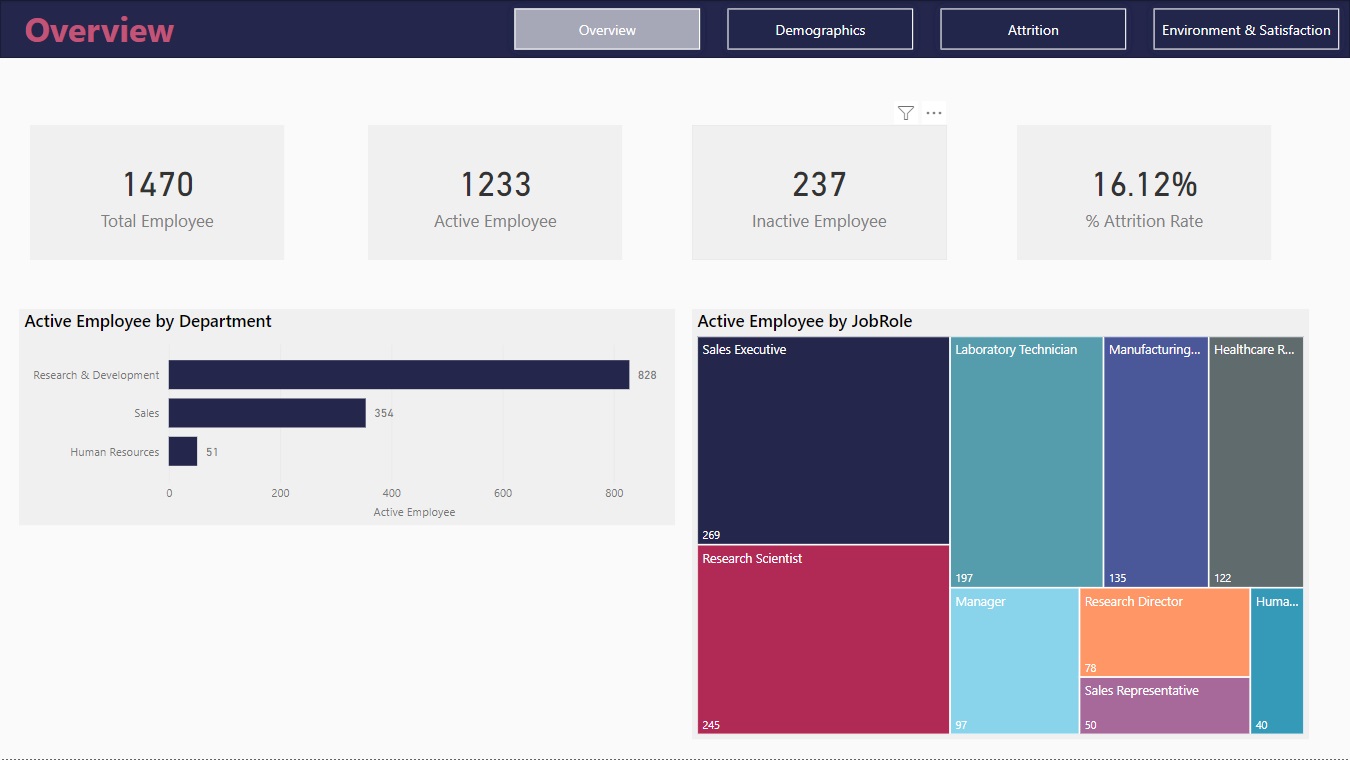 Overview
Overview
Demographics
Attrition
Environment & Satisfaction
1470
Total Employee
1233
Active Employee
237
Inactive Employee
16.12%
% Attrition Rate
Active Employee by Department
Research & Development
828
Sales
354
Human Resources
51
0 200 400 600 800
Active Employee
Active Employee by JobRole
Sales Executive
269
Research Scientist
245
Laboratory Technician
197
Manufacturing...
135
Healthcare R...
122
Manager
97
Research Director
78
Sales Representative
50
Huma...
40